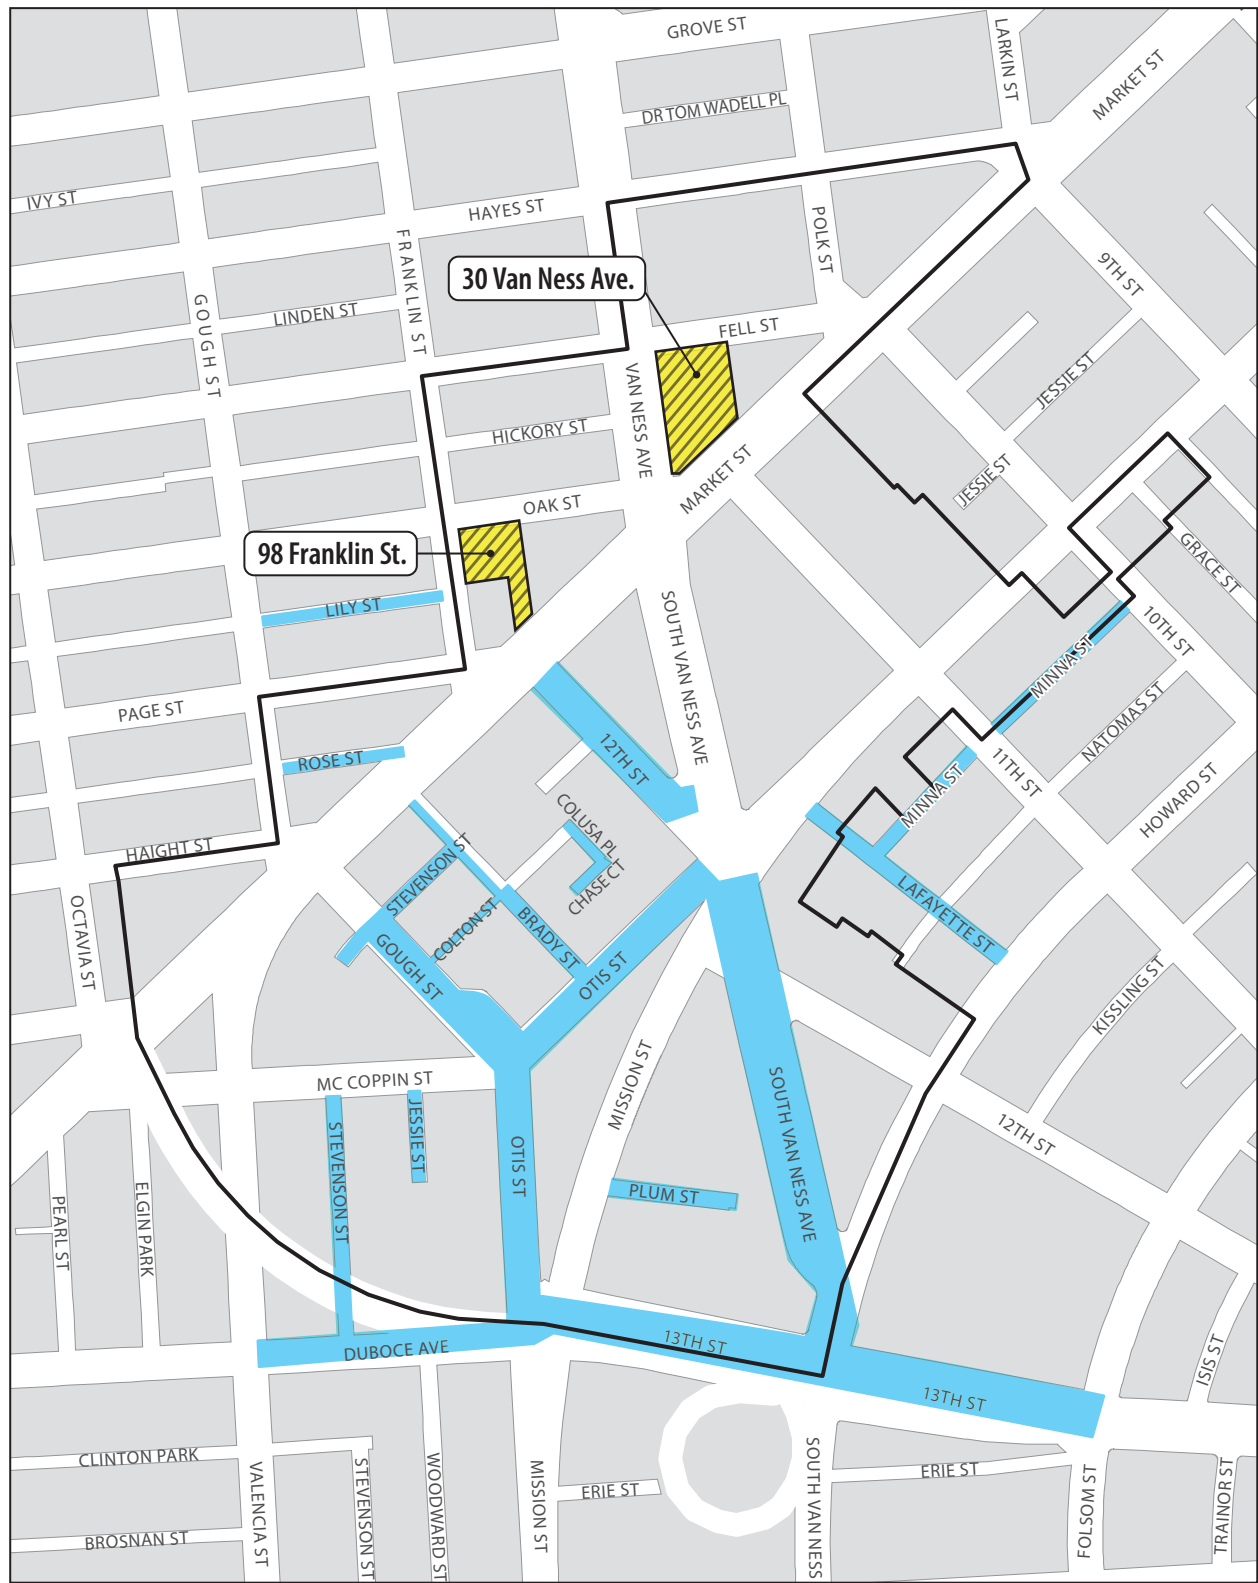 GROVE ST
LARKIN ST
MARKET ST
DR TOM WADELL PL
IVY ST
HAYES ST
POLK ST
FRANKLIN ST
9TH ST
30 Van Ness Ave.
GOUGH ST
LINDEN ST
FELL ST
VAN NESS AVE
JESSIE ST
HICKORY ST
MARKET ST
JESSIE ST
OAK ST
98 Franklin St.
GRACE ST
LILY ST
SOUTH VAN NESS AVE
10TH ST
MINNA ST
PAGE ST
NATOMAS ST
ROSE ST
12TH ST
11TH ST
MINNA ST
HOWARD ST
COLUSA PL
HAIGHT ST
STEVENSON ST
CHASE CT
OCTAVIA ST
COLTON ST
BRADY ST
LAFAYETTE ST
GOUGH ST
OTIS ST
KISSLING ST
MC COPPIN ST
MISSION ST
SOUTH VAN NESS AVE
JESSIE ST
STEVENSON ST
OTIS ST
12TH ST
PLUM ST
PEARL ST
ELGIN PARK
13TH ST
DUBOCE AVE
ISIS ST
13TH ST
CLINTON PARK
VALENCIA ST
STEVENSON ST
WOODWARD ST
MISSION ST
ERIE ST
SOUTH VAN NESS
ERIE ST
FOLSOM ST
TRAINOR ST
BROSNAN ST